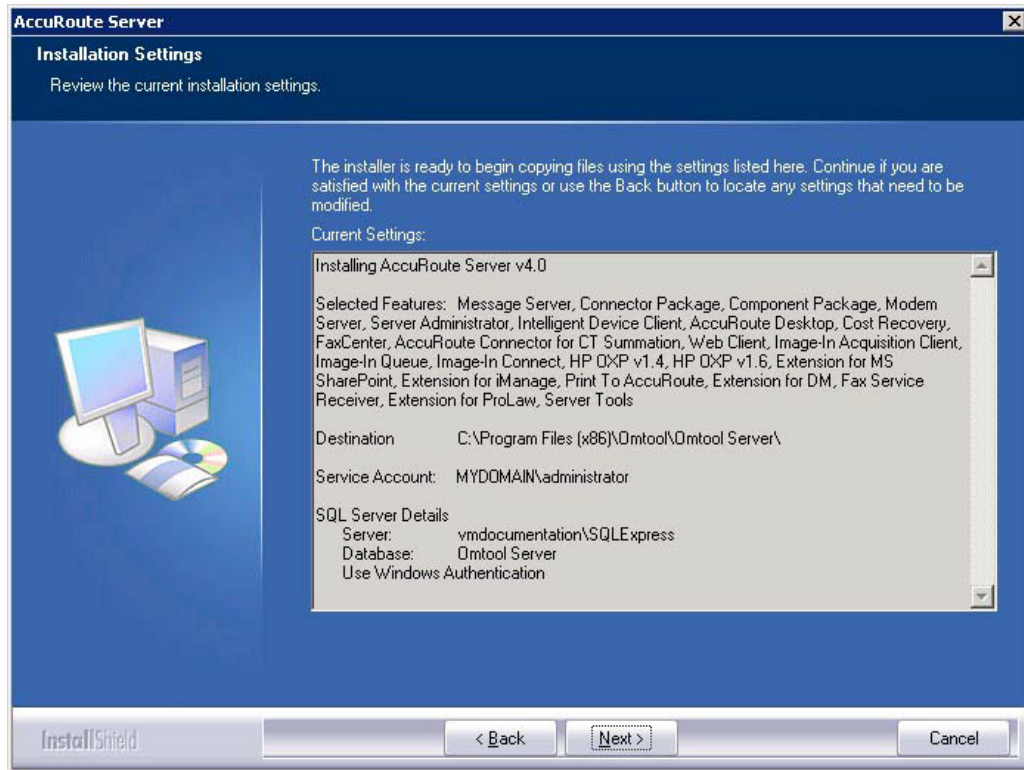 AccuRoute Server
Installation Settings
Review the current installation settings.
The installer is ready to begin copying files using the settings listed here. Continue if you are
satisfied with the current settings or use the Back button to locate any settings that need to be
modified.
Current Settings:
Installing AccuRoute Server v4.0
Selected Features: Message Server, Connector Package, Component Package, Modem
Server, Server Administrator, Intelligent Device Client, AccuRoute Desktop, Cost Recovery,
FaxCenter, AccuRoute Connector for CT Summation, Web Client, Image-In Acquisition Client,
Image-In Queue, Image-In Connect, HP OXP v1.4, HP OXP v1.6, Extension for MS
SharePoint, Extension for iManage, Print To AccuRoute, Extension for DM, Fax Service
Receiver, Extension for ProLaw, Server Tools
Destination C:\Program Files (x86)\Omtool\Omtool Server\
Service Account: MYDOMAIN\administrator
SQL Server Details
Server: vmdocumentation\SQLExpress
Database: Omtool Server
Use Windows Authentication
InstallShield
< Back
Next >
Cancel